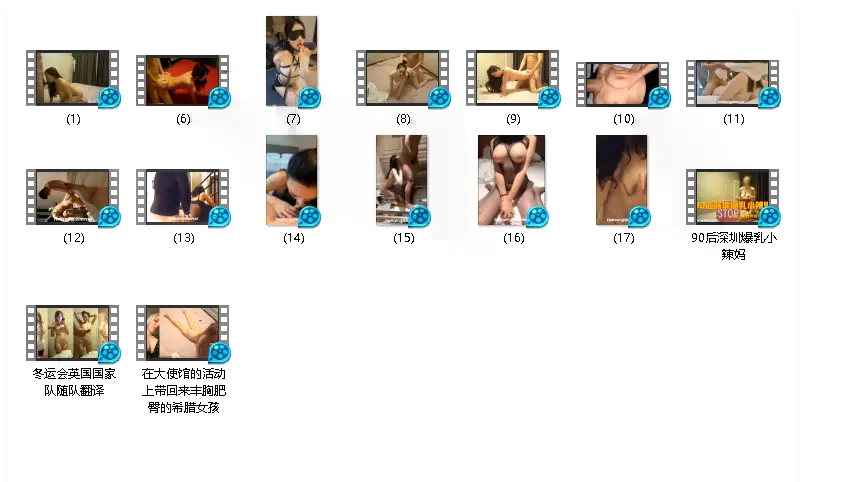 (1)
(6)
(7)
(8)
(9)
(10)
(11)
(12)
(13)
(14)
(15)
(16)
(17)
90后深圳爆乳小
辣妈
STOP
冬运会英国国家
队随队翻译
在大使馆的活动
上带回来丰胸肥
臀的希腊女孩